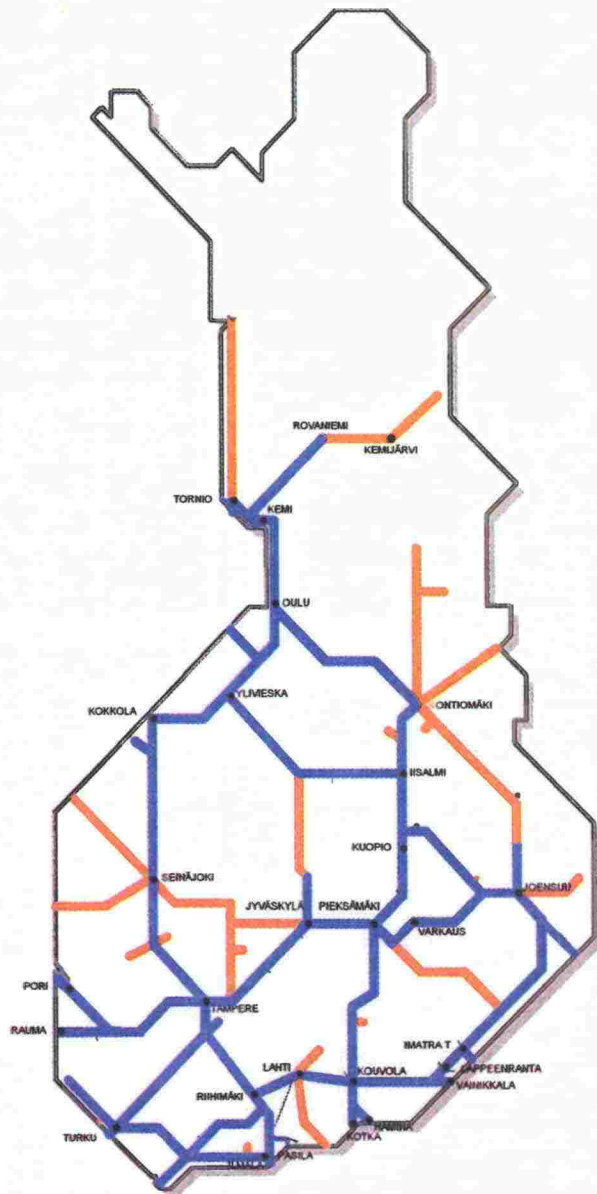 ROVANIEMI
KEMIJÄRVI
TORNIO
KEMI
OULU
YLIVIESKA
ONTIOMÄKI
KOKKOLA
IISALMI
KUOPIO
SEINÄJOKI
JOENSUU
JYVÄSKYLÄ PIEKSÄMÄKI
VARKAUS
PORI
TAMPERE
RAUMA
IMATRA T
LAHTI
KOUVOLA
LAPPEENRANTA
VAINIKKALA
RIIHIMÄKI
HAMINA
TURKU
KOTKA
ILMALA
PASILA